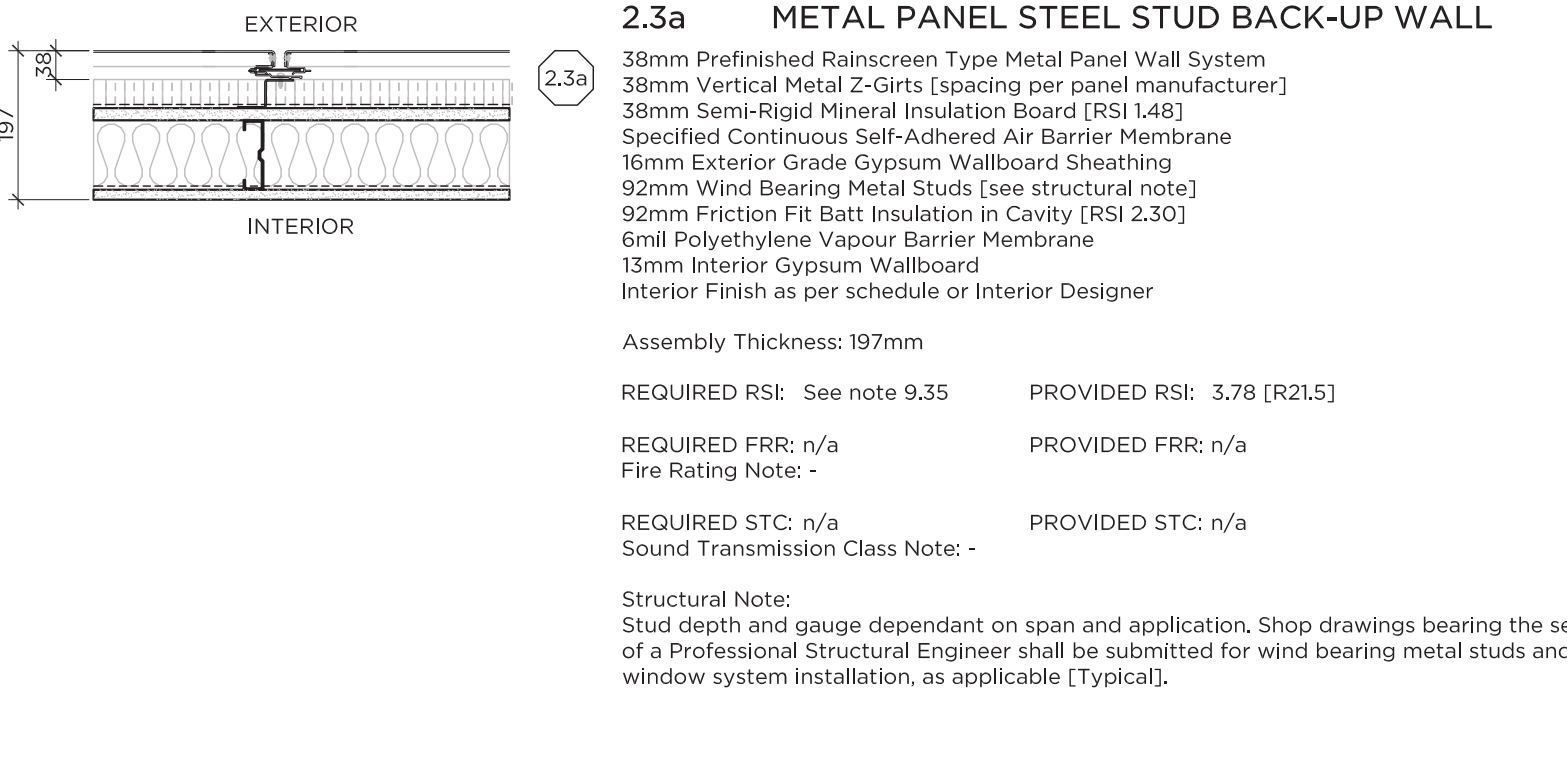 EXTERIOR
38
197
2.3a
INTERIOR
2.3a METAL PANEL STEEL STUD BACK-UP WALL
38mm Prefinished Rainscreen Type Metal Panel Wall System
38mm Vertical Metal Z-Girts [spacing per panel manufacturer]
38mm Semi-Rigid Mineral Insulation Board [RSI 1.48]
Specified Continuous Self-Adhered Air Barrier Membrane
16mm Exterior Grade Gypsum Wallboard Sheathing
92mm Wind Bearing Metal Studs [see structural note]
92mm Friction Fit Batt Insulation in Cavity [RSI 2.30]
6mil Polyethylene Vapour Barrier Membrane
13mm Interior Gypsum Wallboard
Interior Finish as per schedule or Interior Designer
Assembly Thickness: 197mm
REQUIRED RSI: See note 9.35 PROVIDED RSI: 3.78 [R21.5]
REQUIRED FRR: n/a PROVIDED FRR: n/a
Fire Rating Note: -
REQUIRED STC: n/a PROVIDED STC: n/a
Sound Transmission Class Note: -
Structural Note:
Stud depth and gauge dependant on span and application. Shop drawings bearing the
of a Professional Structural Engineer shall be submitted for wind bearing metal studs and
window system installation, as applicable [Typical].